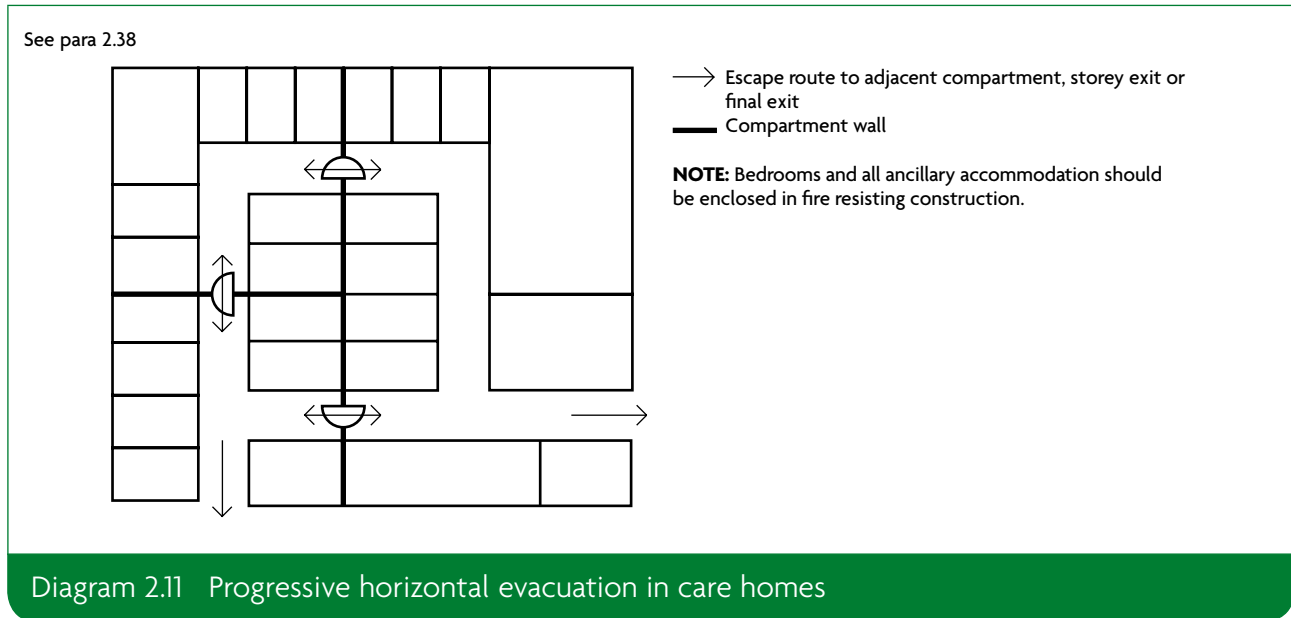 See para 2.38
Escape route to adjacent compartment, storey exit or
final exit
Compartment wall
NOTE: Bedrooms and all ancillary accommodation should
be enclosed in fire resisting construction.
Diagram 2.11 Progressive horizontal evacuation in care homes